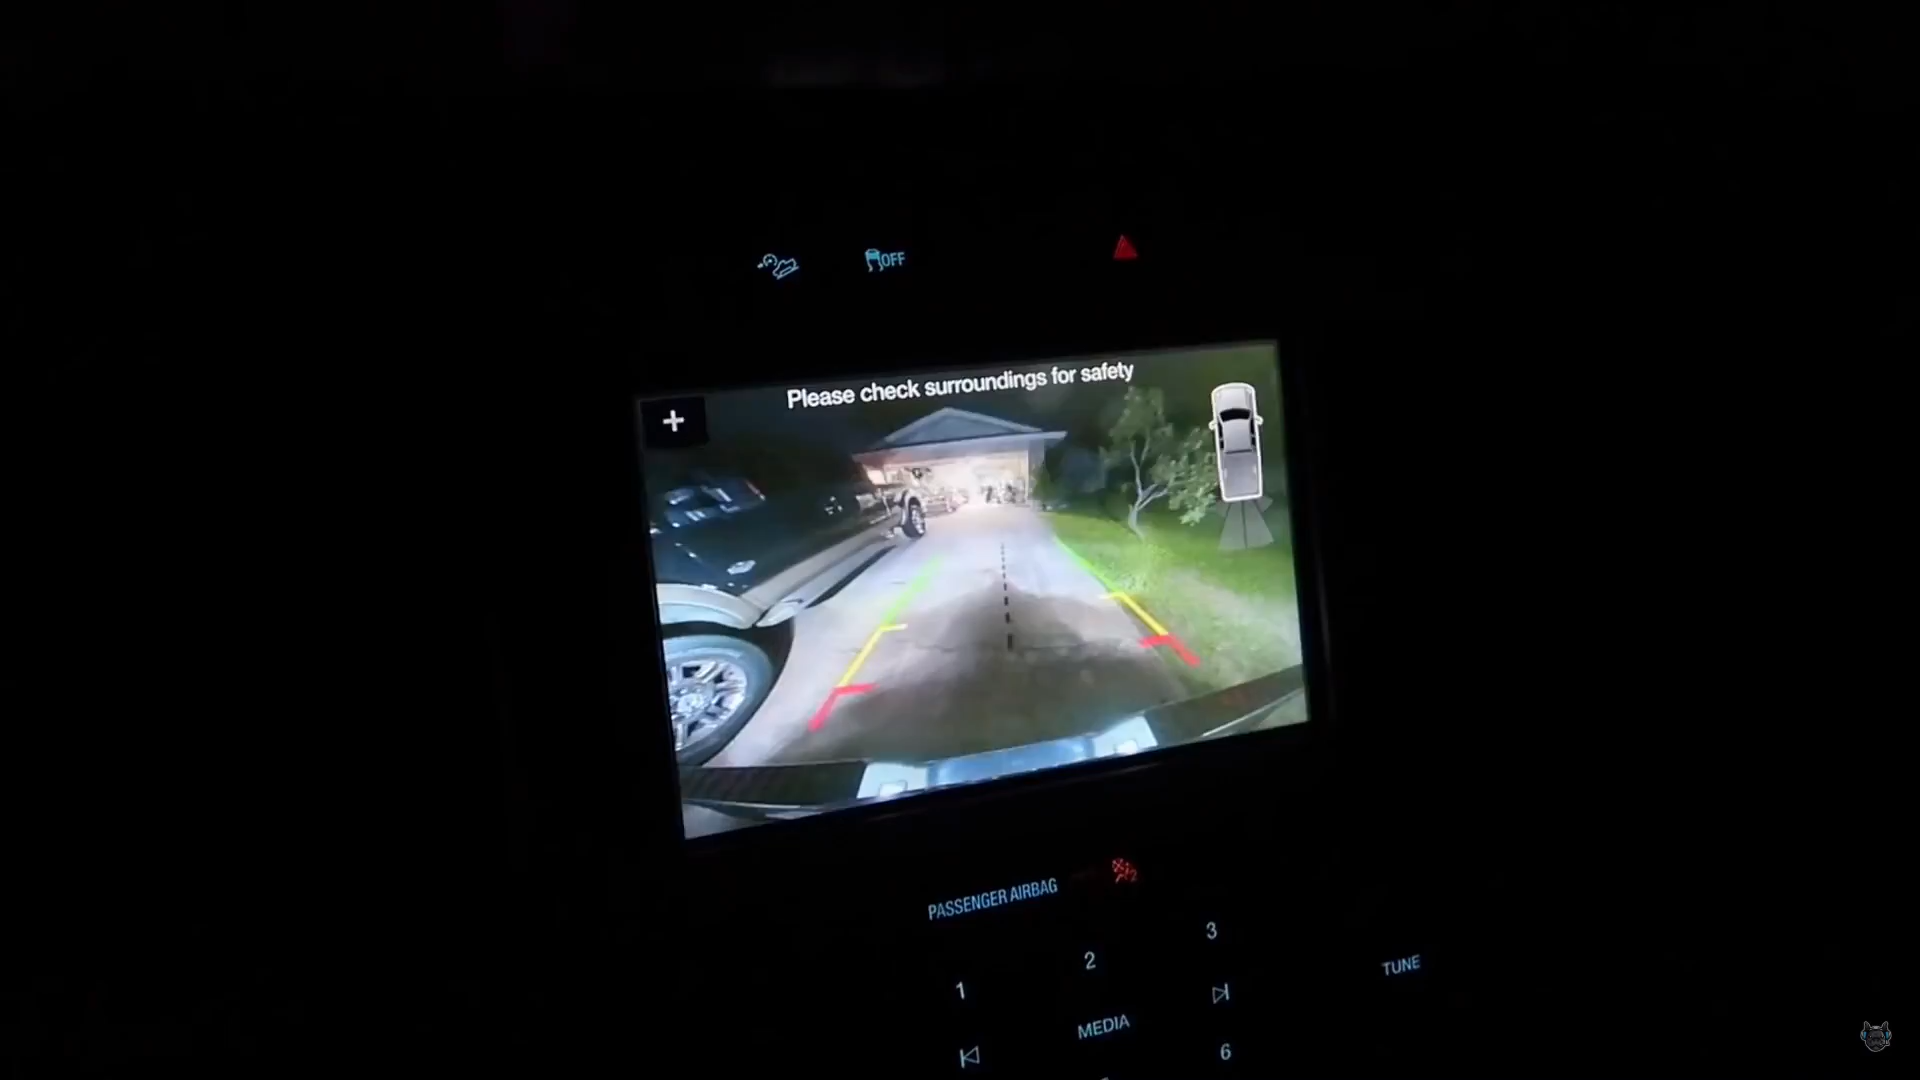 OFF
Please check surroundings for safety
+
PASSENGER AIRBAG
1
2
3
TUNE
MEDIA
6